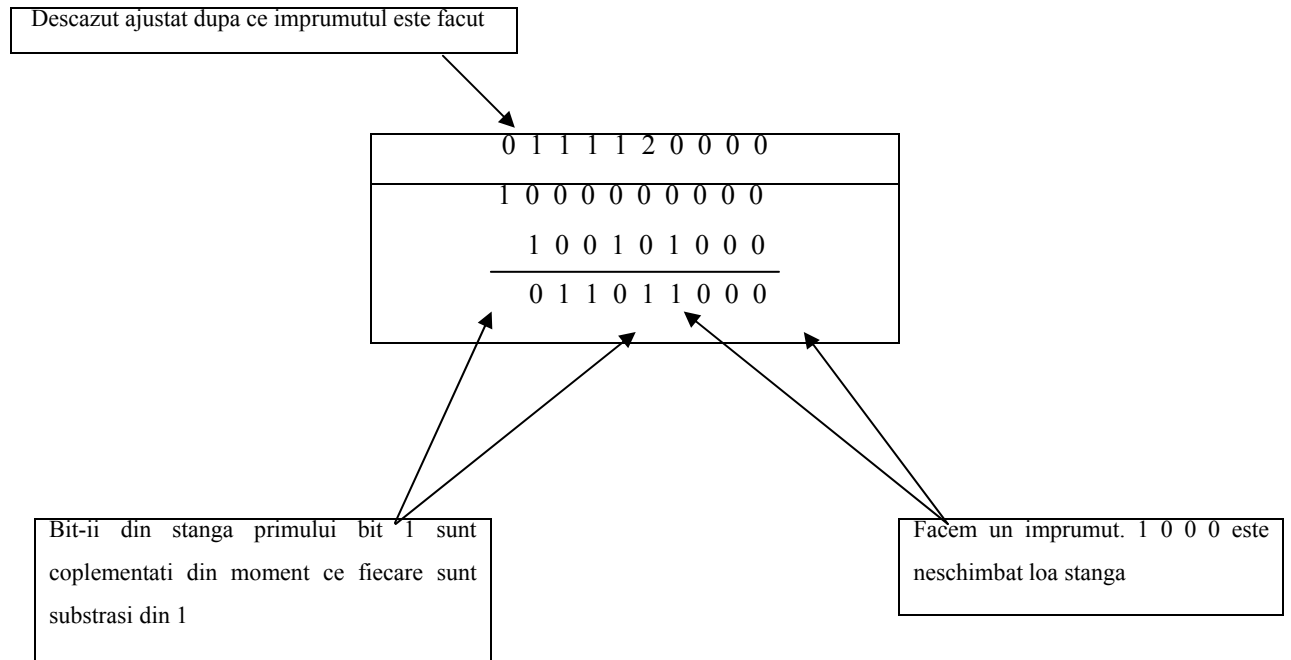 Descazut ajustat dupa ce imprumutul este facut
0 1 1 1 1 2 0 0 0 0
1 0 0 0 0 0 0 0 0 0
1 0 0 1 0 1 0 0 0
0 1 1 0 1 1 0 0 0
Bit-ii din stanga primului bit 1 sunt
coplementati din moment ce fiecare sunt
substrasi din 1
Facem un imprumut. 1 0 0 0 este
neschimbat loa stanga